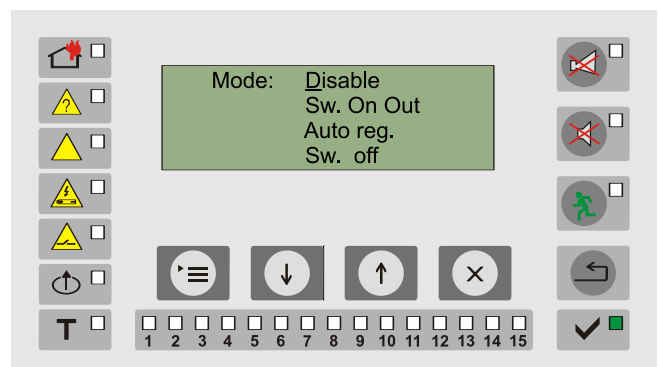 Mode: Disable
Sw. On Out
Auto reg.
Sw. off
?
T
1 2 3 4 5 6 7 8 9 10 11 12 13 14 15